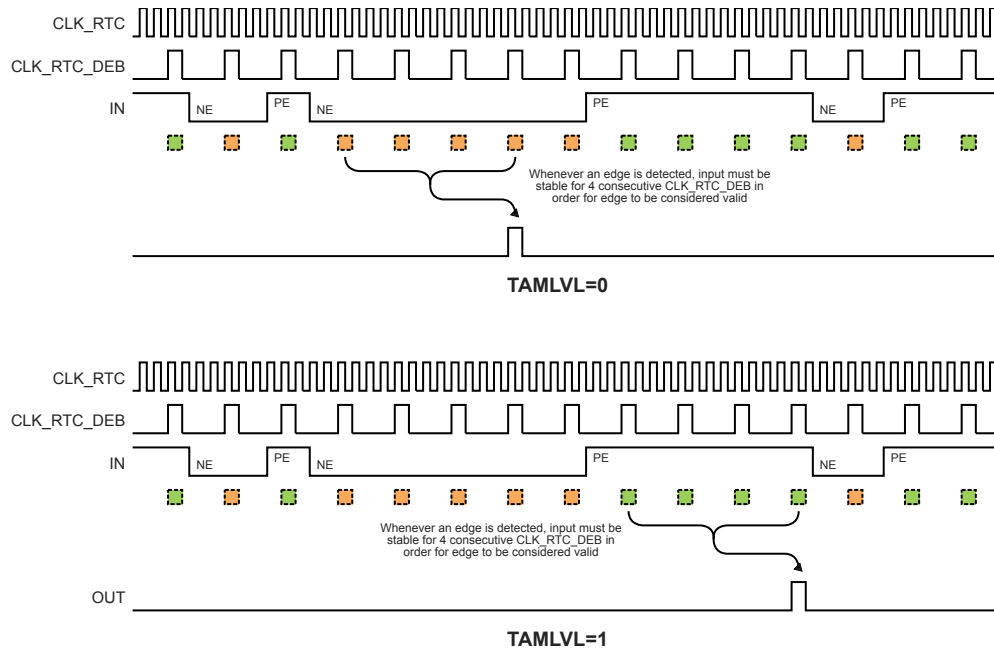 CLK_RTC
CLK_RTC_DEB
IN
NE
PE
NE
PE
NE
PE
Whenever an edge is detected, input must be
stable for 4 consecutive CLK_RTC_DEB in
order for edge to be considered valid
TAMLVL=0
CLK_RTC
CLK_RTC_DEB
IN
NE
PE
NE
PE
NE
PE
Whenever an edge is detected, input must be
stable for 4 consecutive CLK_RTC_DEB in
order for edge to be considered valid
OUT
TAMLVL=1